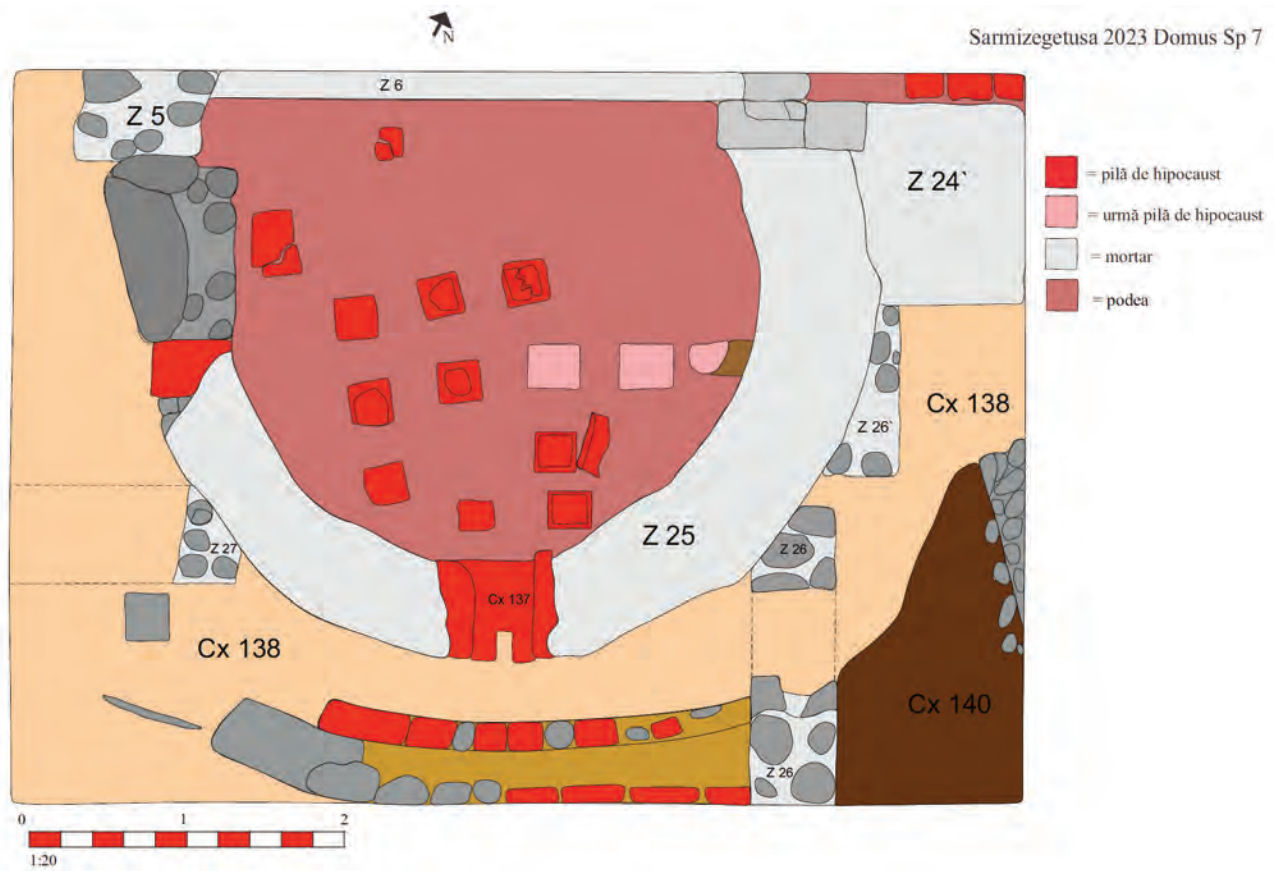 N
Sarmizegetusa 2023 Domus Sp 7
Z 6
Z 5
Z 24`
= pilă de hipocaust
= urmă pilă de hipocaust
= mortar
= podea
Cx 138
Z 26`
Z 25
Z 27
Z 26
Cx 137
Cx 138
Cx 140
Z 26
0 1 2
1:20